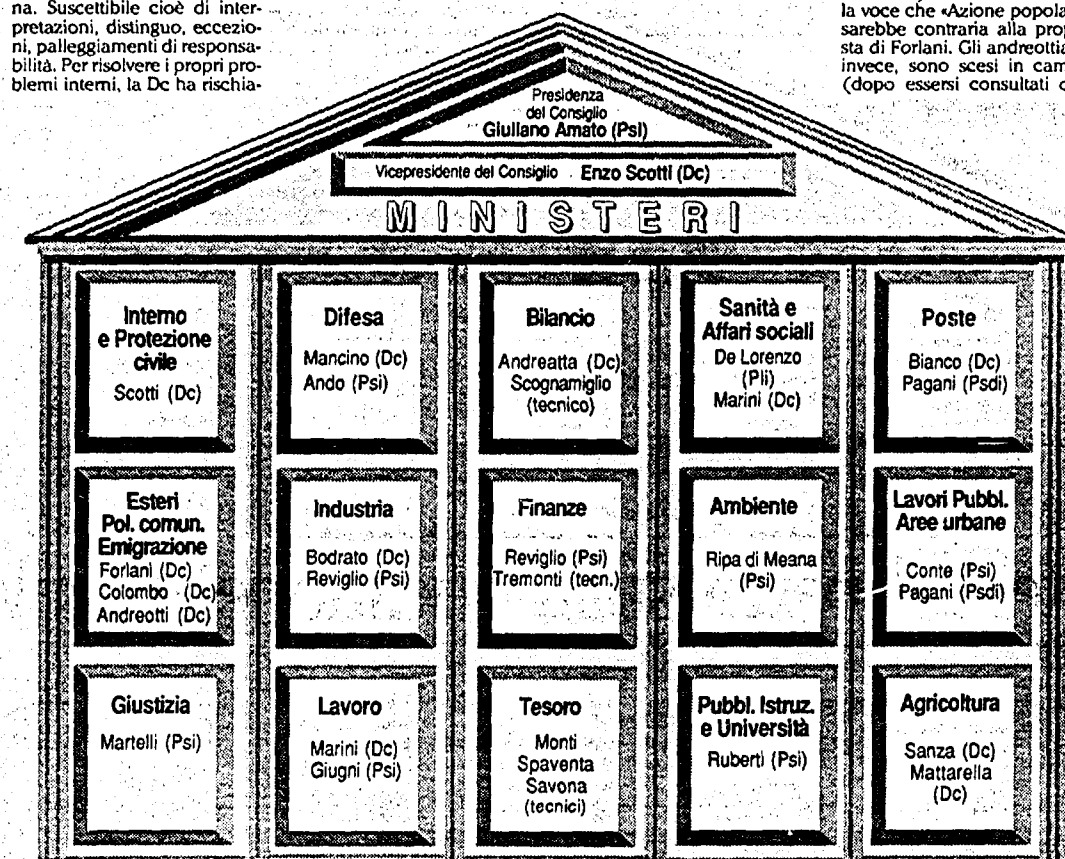 na. Suscettibile cioè di inter-
pretazioni, distinguo, eccezio-
ni, palleggiamenti di responsa-
bilità. Per risolvere i propri pro-
blemi interni, la Dc ha rischia-
la voce che «Azione popola
sarebbe contraria alla prop
sta di Forlani. Gli andreottia
invece, sono scesi in cam
(dopo essersi consultati c
Presidenza
del Consiglio
Giuliano Amato (Psi)
Vicepresidente del Consiglio Enzo Scotti (Dc)
MINISTERI
Interno
e Protezione
civile
Scotti (Dc)
Difesa
Mancino (Dc)
Ando (Psi)
Bilancio
Andreatta (Dc)
Scognamiglio
(tecnico)
Sanità e
Affari sociali
De Lorenzo
(Pli)
Marini (Dc)
Poste
Bianco (Dc)
Pagani (Psdi)
Esteri
Pol. comun.
Emigrazione
Forlani (Dc)
Colombo (Dc)
Andreotti (Dc)
Industria
Bodrato (Dc)
Reviglio (Psi)
Finanze
Reviglio (Psi)
Tremonti (tecn.)
Ambiente
Ripa di Meana
(Psi)
Lavori Pubbl.
Aree urbane
Conte (Psi)
Pagani (Psdi)
Giustizia
Martelli (Psi)
Lavoro
Marini (Dc)
Giugni (Psi)
Tesoro
Monti
Spaventa
Savona
(tecnici)
Pubbl. Istruz.
e Università
Ruberti (Psi)
Agricoltura
Sanza (Dc)
Mattarella
(Dc)